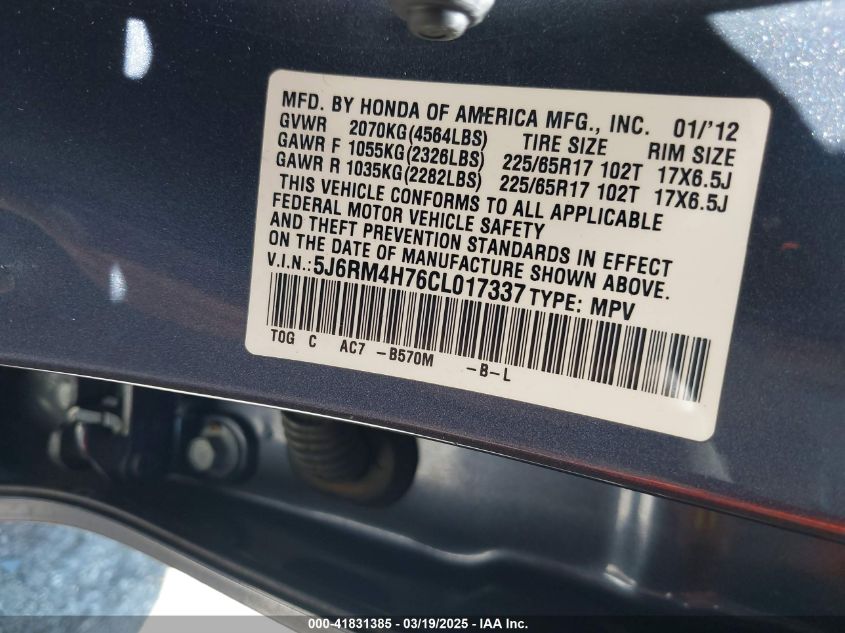 MFD. BY HONDA OF AMERICA MFG., INC. 01/'12
GVWR 2070KG(4564LBS) TIRE SIZE RIM SIZE
GAWR F 1055KG(2326LBS) 225/65R17 102T 17X6.5J
GAWR R 1035KG(2282LBS) 225/65R17 102T 17X6.5J
THIS VEHICLE CONFORMS TO ALL APPLICABLE
FEDERAL MOTOR VEHICLE SAFETY
AND THEFT PREVENTION STANDARDS IN EFFECT
ON THE DATE OF MANUFACTURE SHOWN ABOVE.
V.I.N.:5J6RM4H76CL017337 TYPE: MPV
TOG C AC7 -B570M -B-L
000-41831385 - 03/19/2025 - IAA Inc.